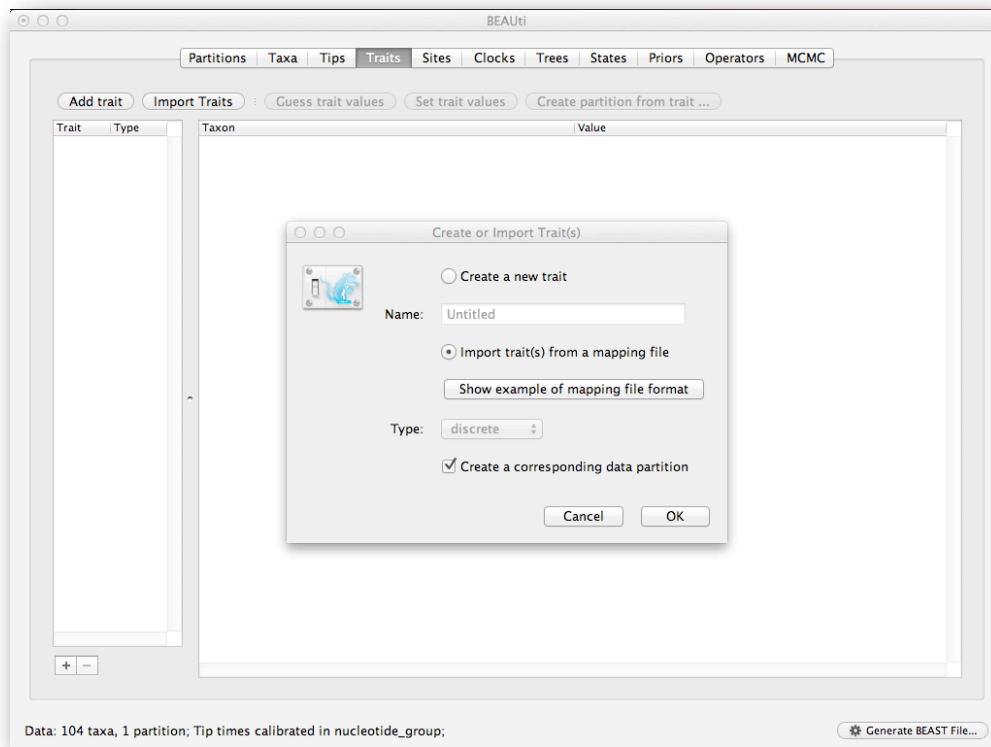 BEAUti
Partitions Taxa Tips Traits Sites Clocks Trees States Priors Operators MCMC
Add trait Import Traits Guess trait values Set trait values Create partition from trait ...
Trait Type Taxon Value
Create or Import Trait(s)
Create a new trait
Name: Untitled
Import trait(s) from a mapping file
Show example of mapping file format
Type: discrete
Create a corresponding data partition
Cancel OK
+ −
Data: 104 taxa, 1 partition; Tip times calibrated in nucleotide_group;
Generate BEAST File...